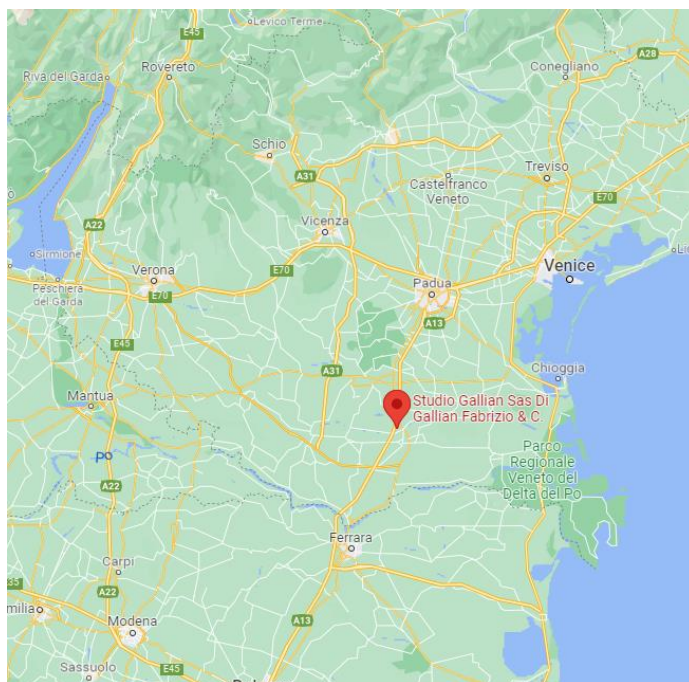 Levico Terme
E45
Rovereto
Riva del Garda
Conegliano
A28
Schio
A31
Castelfranco
Veneto
Treviso
E70
A22
Vicenza
Sirmione
Peschiera
del Garda
Verona
E70
E70
Padua
A13
Venice
E45
A31
Chioggia
Mantua
Studio Gallian Sas Di
Gallian Fabrizio & C
Po
A22
Parco
Regionale
Veneto del
Delta del Po
Ferrara
Carpi
A22
A13
Modena
Sassuolo
E45